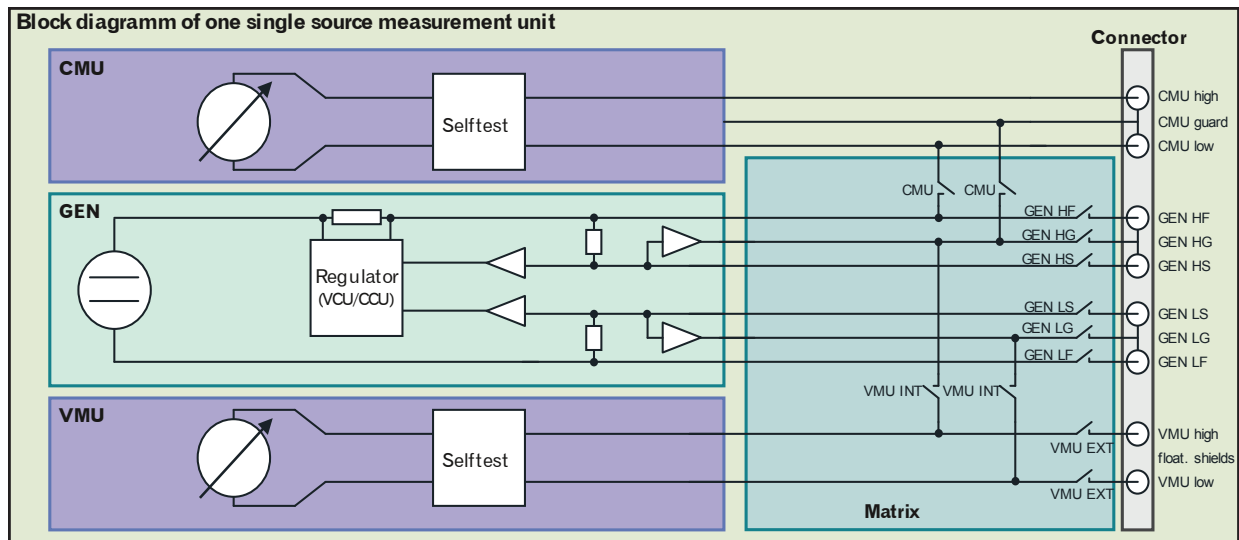 Block diagramm of one single source measurement unit
Connector
CMU
Selftest
CMU high
CMU guard
CMU low
CMU
CMU
GEN
Regulator
(VCU/CCU)
GEN HF
GEN HG
GEN HS
GEN LS
GEN LG
GEN LF
GEN HF
GEN HG
GEN HS
GEN LS
GEN LG
GEN LF
VMU INT
VMU INT
VMU
Selftest
VMU EXT
VMU EXT
VMU high
float. shields
VMU low
Matrix